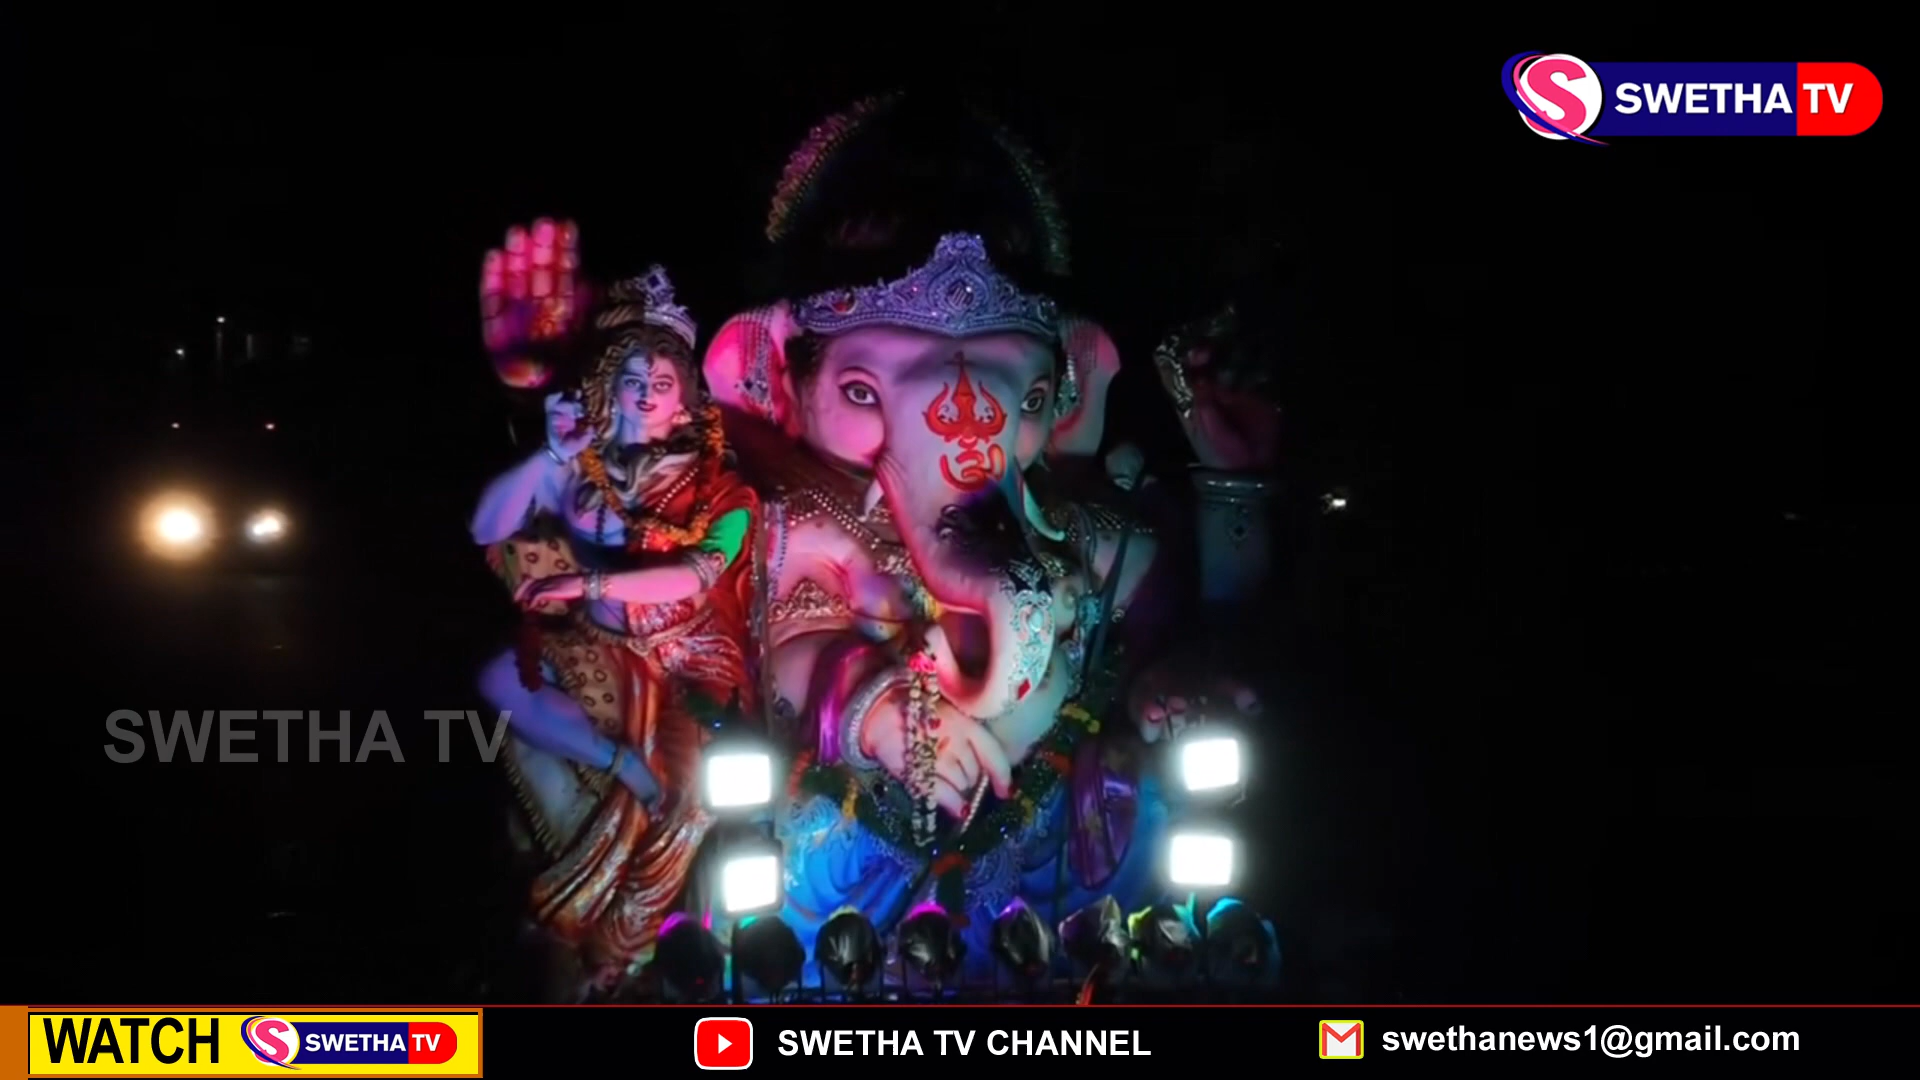 S SWETHA TV
ॐ
SWETHA TV
WATCH S SWETHA TV
SWETHA TV CHANNEL
swethanews1@gmail.com